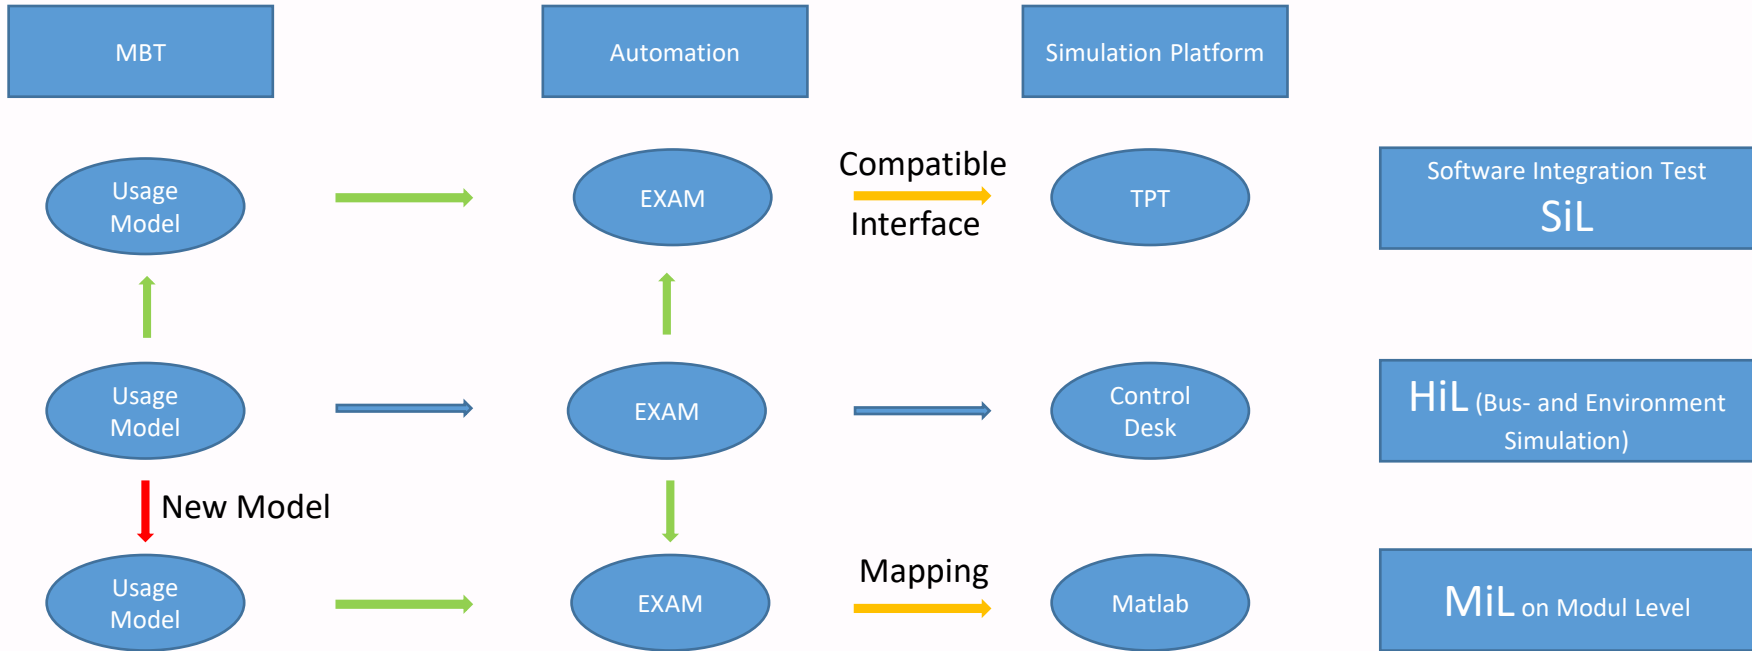 MBT
Automation
Simulation Platform
Usage
Model
EXAM
Compatible
Interface
TPT
Software Integration Test
SiL
Usage
Model
EXAM
Control
Desk
HiL (Bus- and Environment
Simulation)
New Model
Usage
Model
EXAM
Mapping
Matlab
MiL on Modul Level